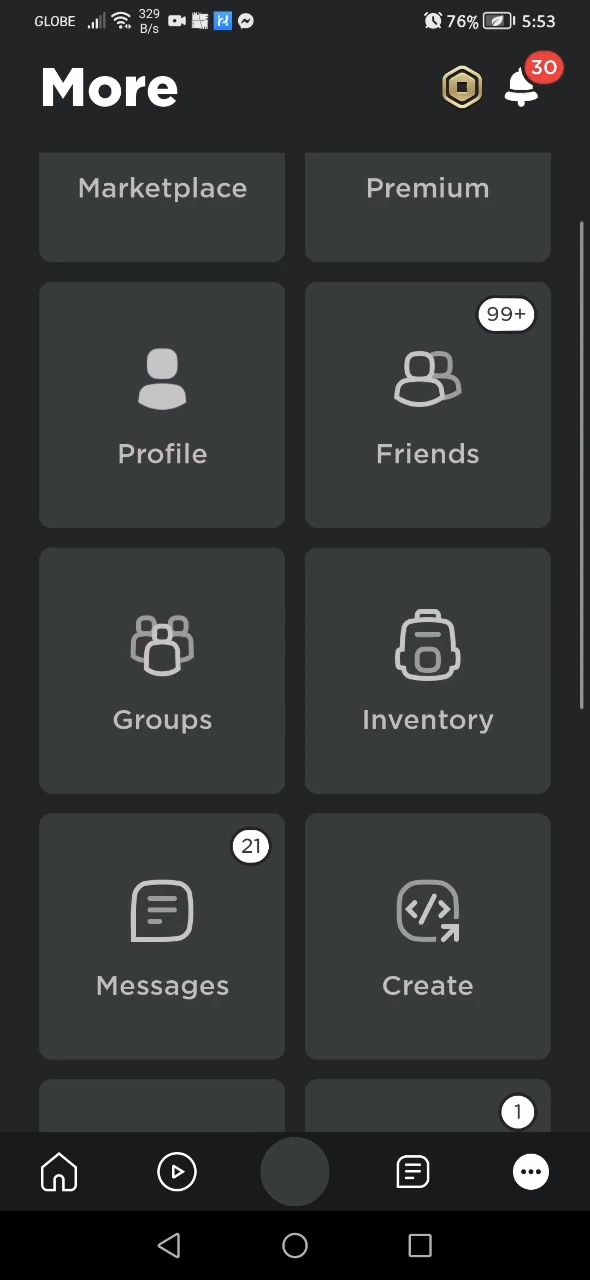 GLOBE 329 B/s 76% 5:53
More 30
Marketplace Premium
99+
Profile Friends
Groups Inventory
21
Messages Create
1